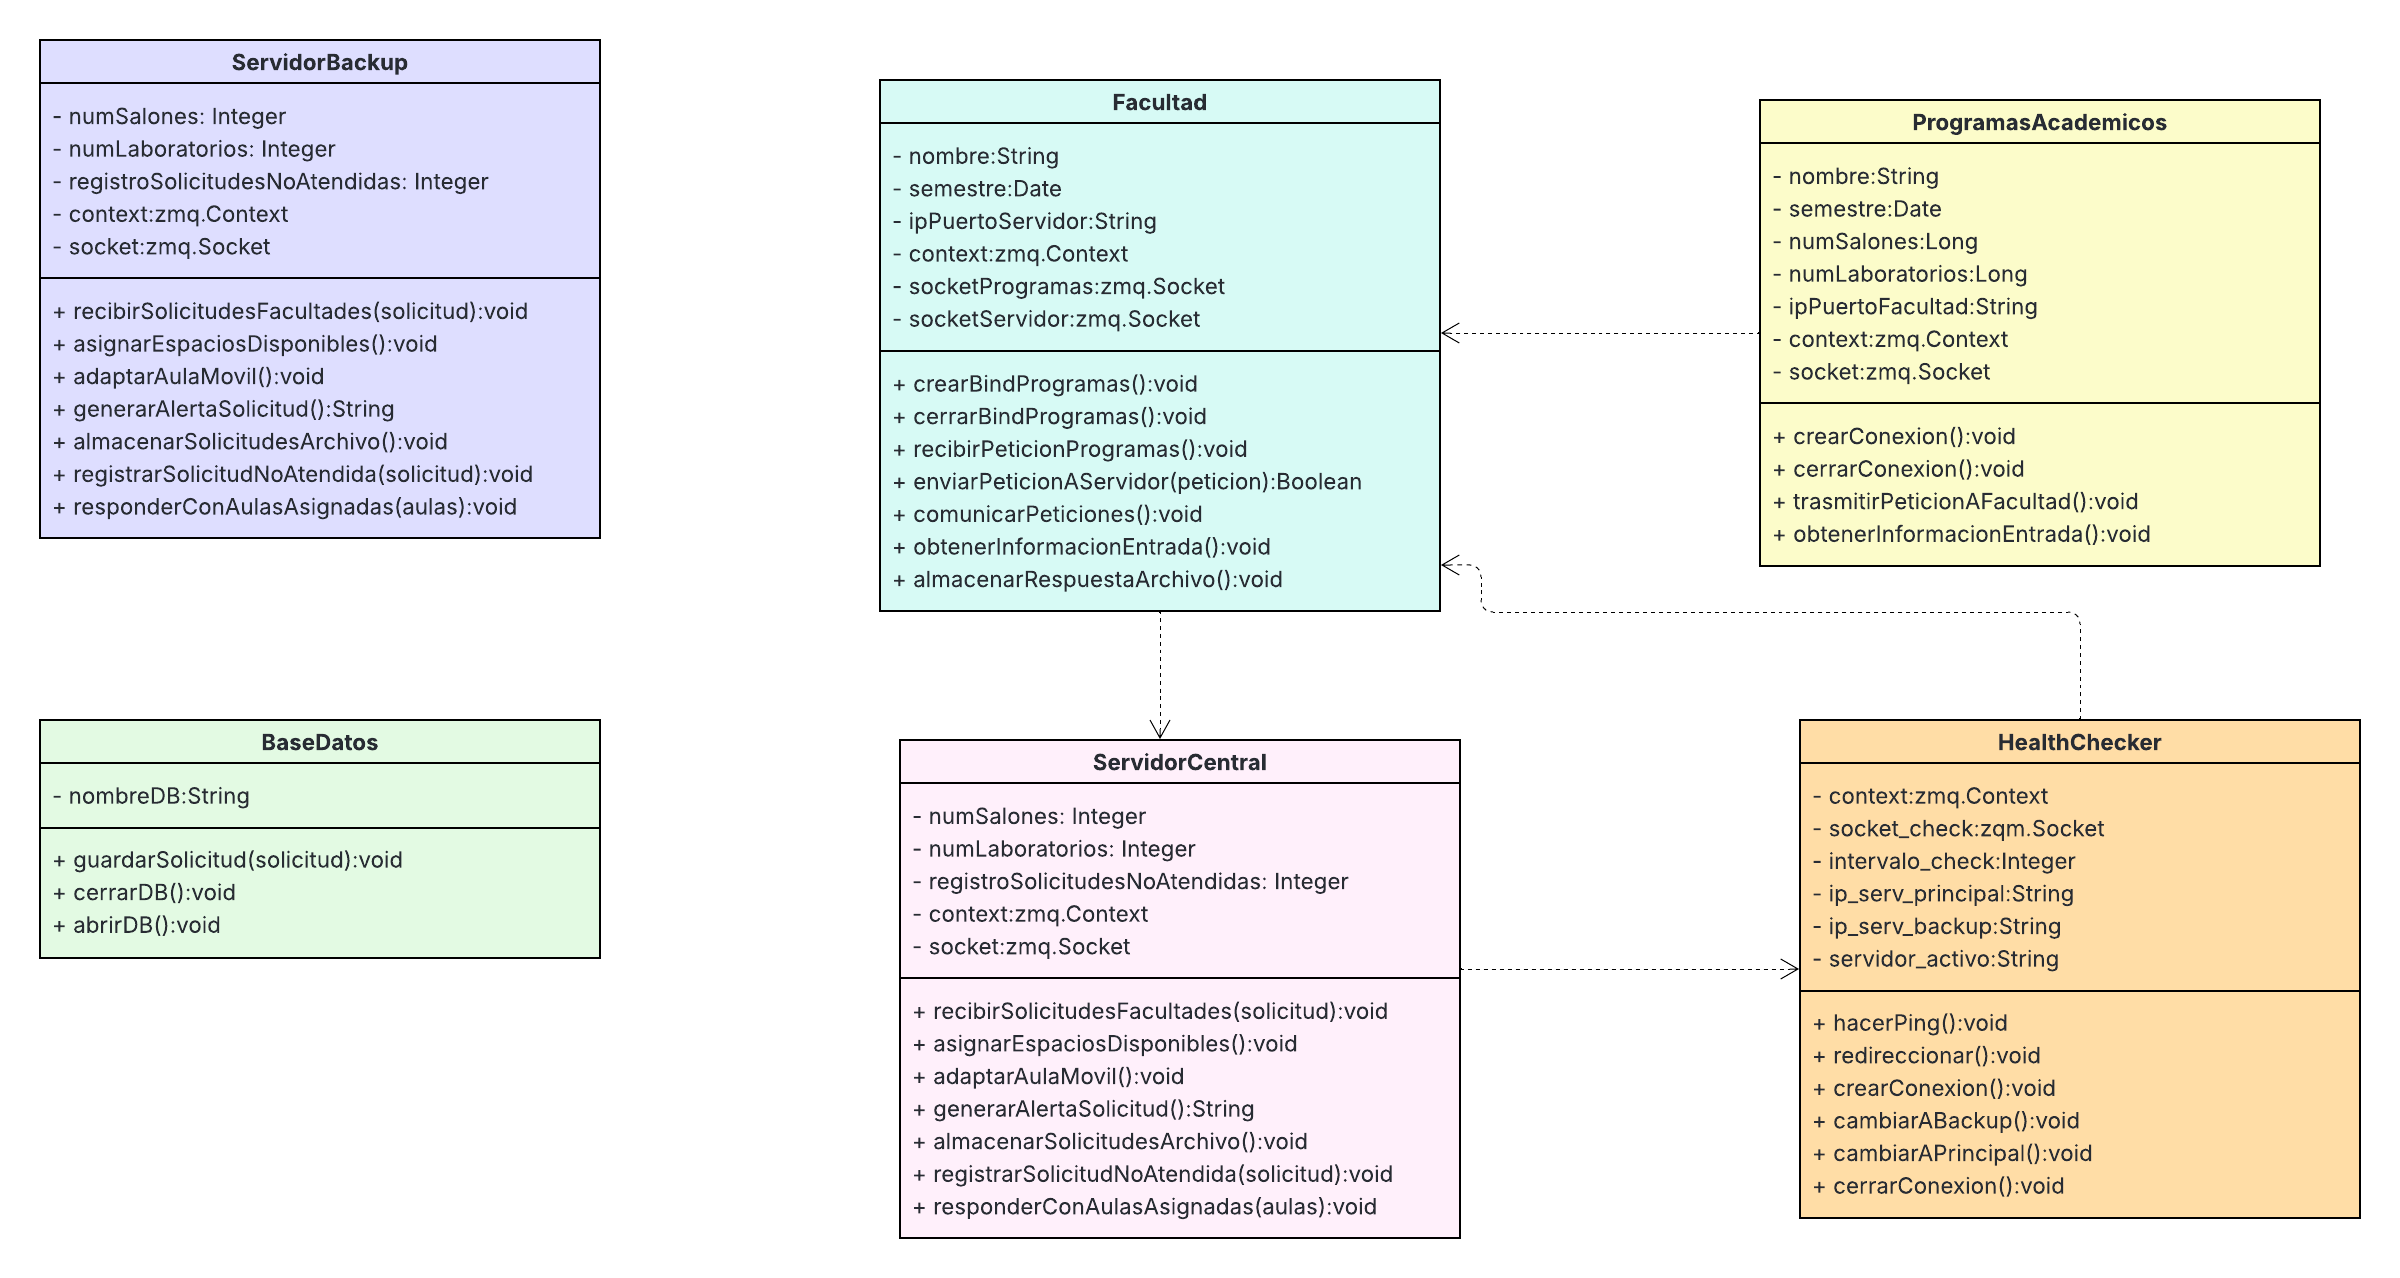 ServidorBackup
- numSalones: Integer
- numLaboratorios: Integer
- registroSolicitudesNoAtendidas: Integer
- context:zmq.Context
- socket:zmq.Socket
+ recibirSolicitudesFacultades(solicitud):void
+ asignarEspaciosDisponibles():void
+ adaptarAulaMovil():void
+ generarAlertaSolicitud():String
+ almacenarSolicitudesArchivo():void
+ registrarSolicitudNoAtendida(solicitud):void
+ responderConAulasAsignadas(aulas):void
Facultad
- nombre:String
- semestre:Date
- ipPuertoServidor:String
- context:zmq.Context
- socketProgramas:zmq.Socket
- socketServidor:zmq.Socket
+ crearBindProgramas():void
+ cerrarBindProgramas():void
+ recibirPeticionProgramas():void
+ enviarPeticionAServidor(peticion):Boolean
+ comunicarPeticiones():void
+ obtenerInformacionEntrada():void
+ almacenarRespuestaArchivo():void
ProgramasAcademicos
- nombre:String
- semestre:Date
- numSalones:Long
- numLaboratorios:Long
- ipPuertoFacultad:String
- context:zmq.Context
- socket:zmq.Socket
+ crearConexion():void
+ cerrarConexion():void
+ trasmitirPeticionAFacultad():void
+ obtenerInformacionEntrada():void
BaseDatos
- nombreDB:String
+ guardarSolicitud(solicitud):void
+ cerrarDB():void
+ abrirDB():void
ServidorCentral
- numSalones: Integer
- numLaboratorios: Integer
- registroSolicitudesNoAtendidas: Integer
- context:zmq.Context
- socket:zmq.Socket
+ recibirSolicitudesFacultades(solicitud):void
+ asignarEspaciosDisponibles():void
+ adaptarAulaMovil():void
+ generarAlertaSolicitud():String
+ almacenarSolicitudesArchivo():void
+ registrarSolicitudNoAtendida(solicitud):void
+ responderConAulasAsignadas(aulas):void
HealthChecker
- context:zmq.Context
- socket_check:zqm.Socket
- intervalo_check:Integer
- ip_serv_principal:String
- ip_serv_backup:String
- servidor_activo:String
+ hacerPing():void
+ redireccionar():void
+ crearConexion():void
+ cambiarABackup():void
+ cambiarAPrincipal():void
+ cerrarConexion():void